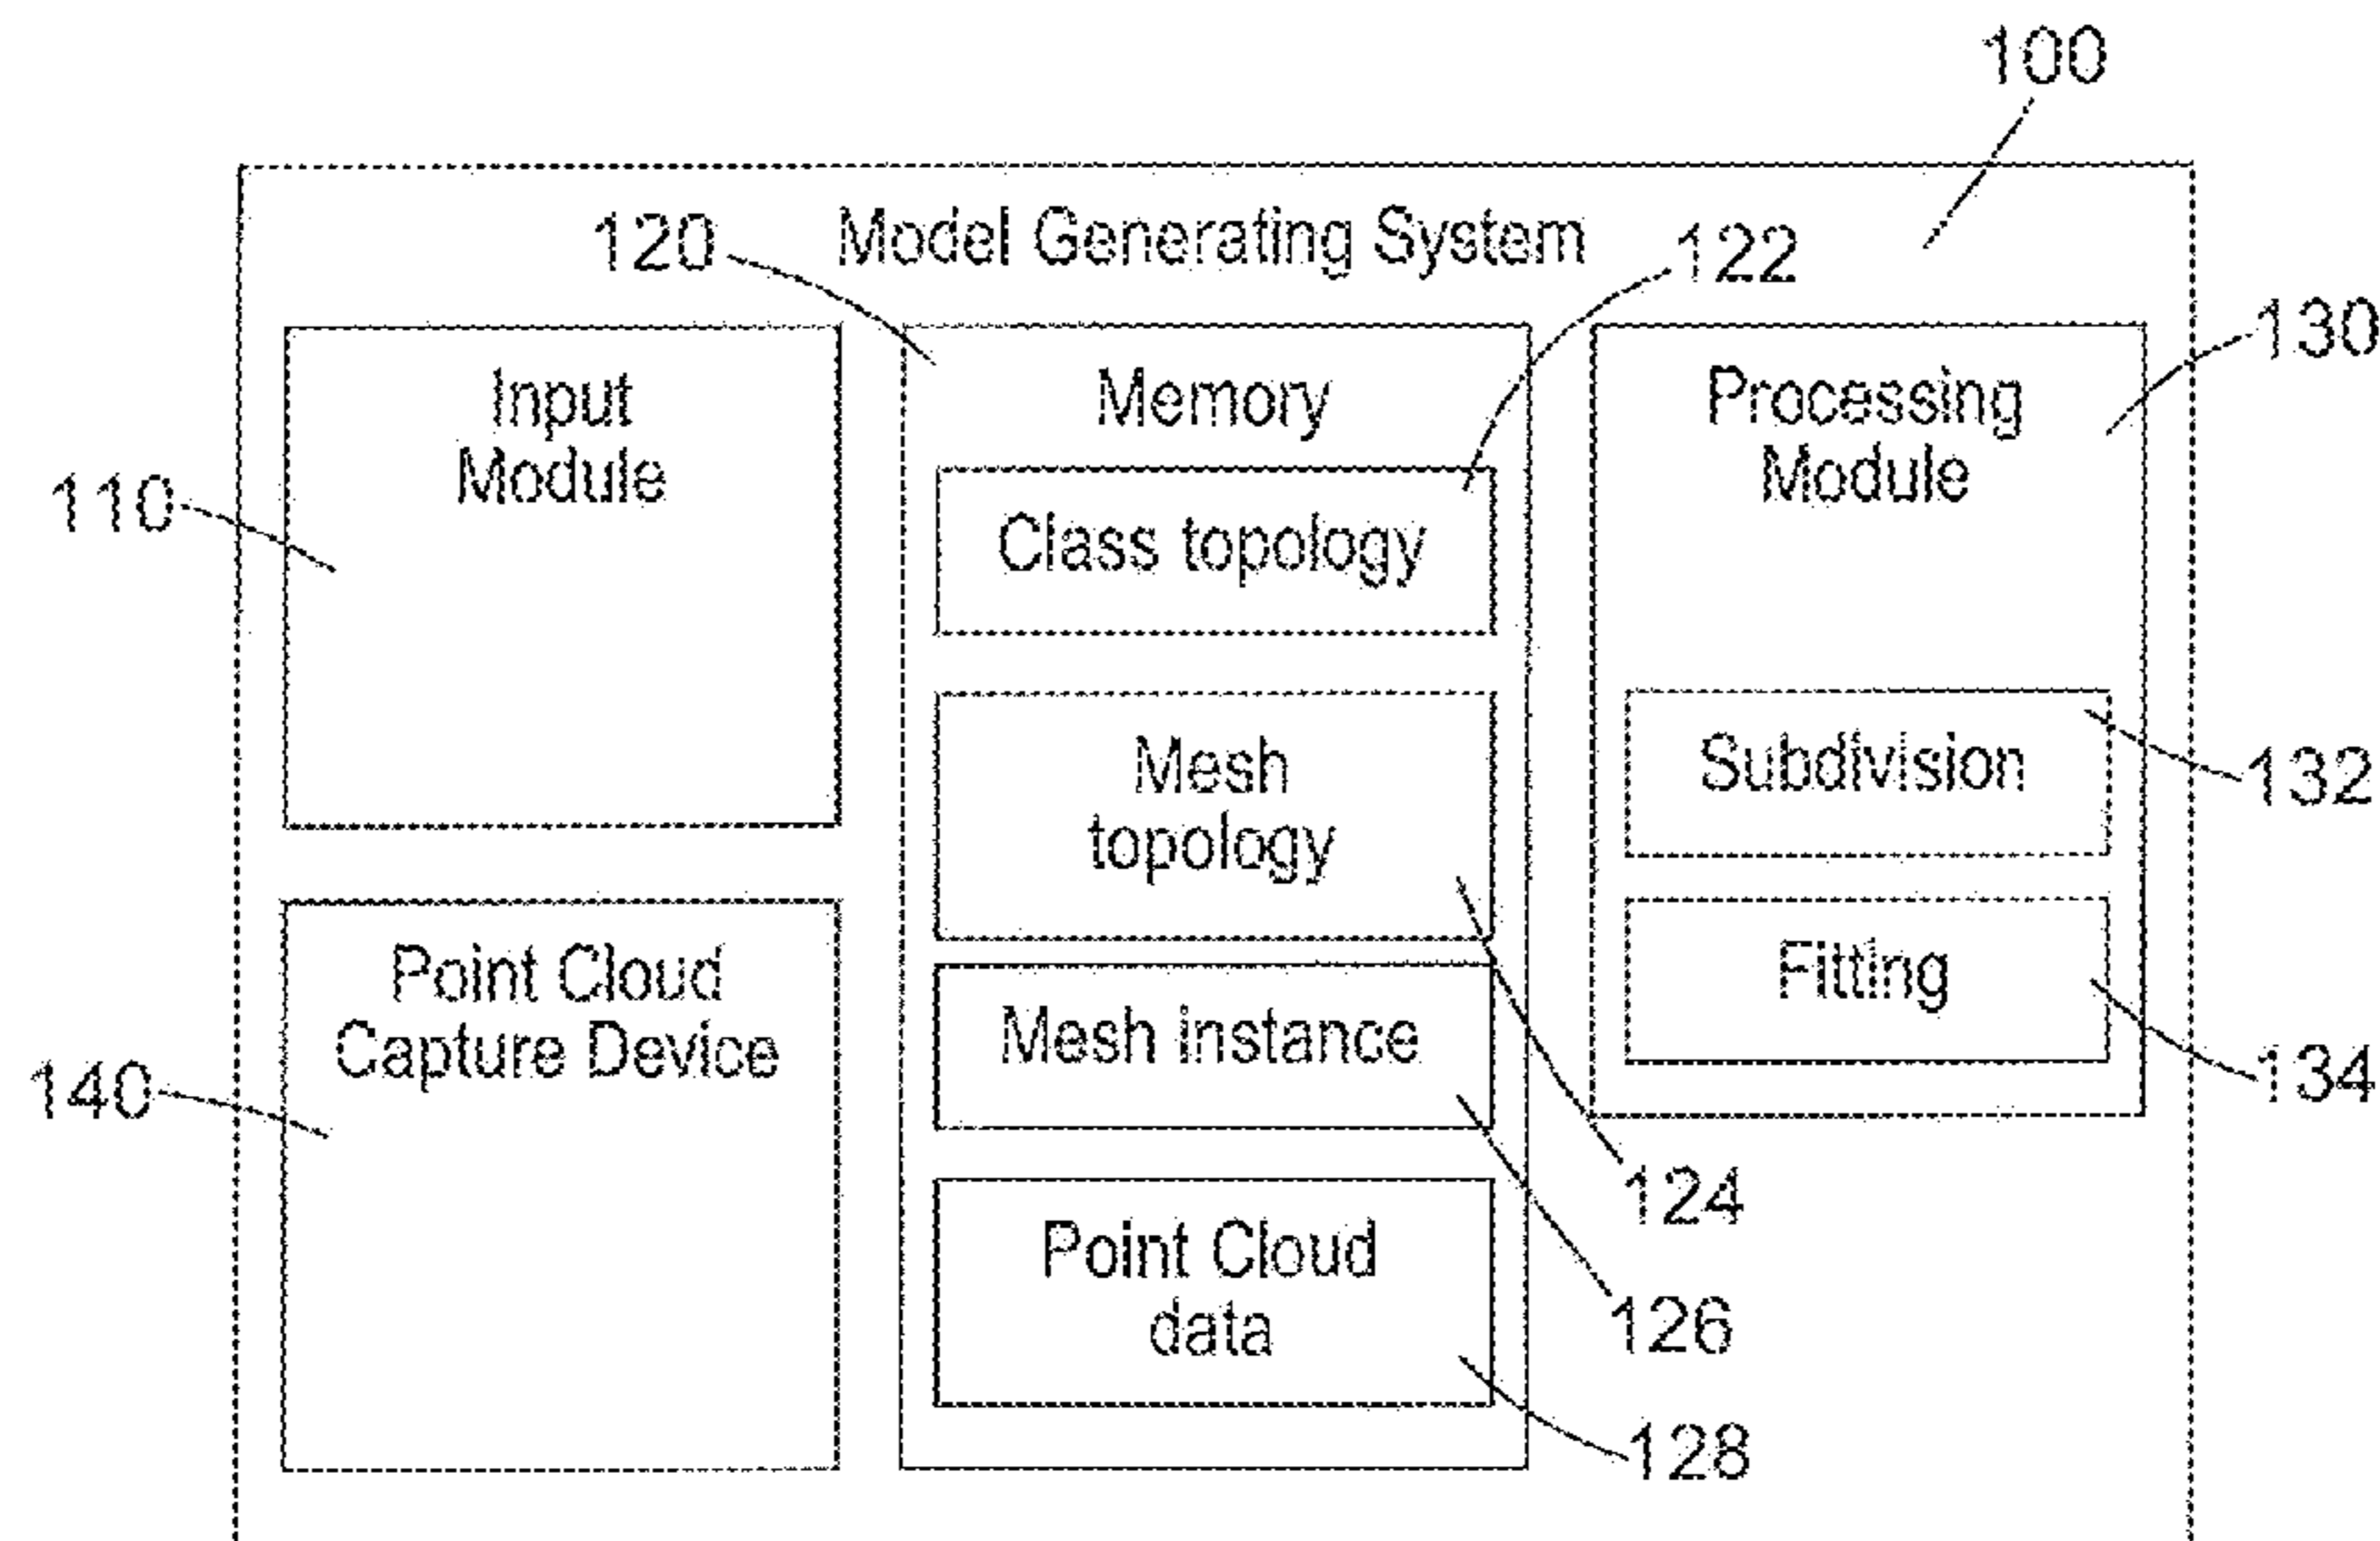 100
Model Generating System
120
122
130
Input
Module
110
Memory
Class topology
Mesh
topology
Mesh instance
Point Cloud
data
124
126
128
Processing
Module
Subdivision
132
Fitting
134
Point Cloud
Capture Device
140